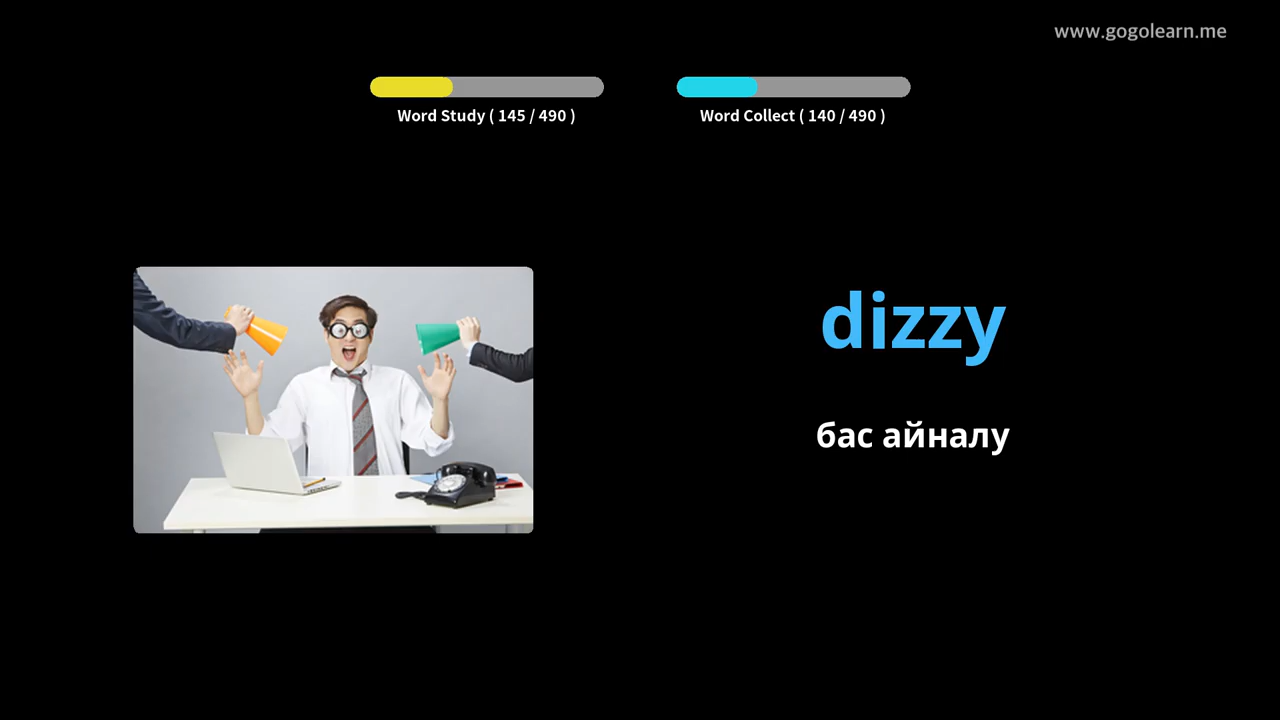 www.gogolearn.me
Word Study ( 145 / 490 )
Word Collect ( 140 / 490 )
dizzy
бас айналу